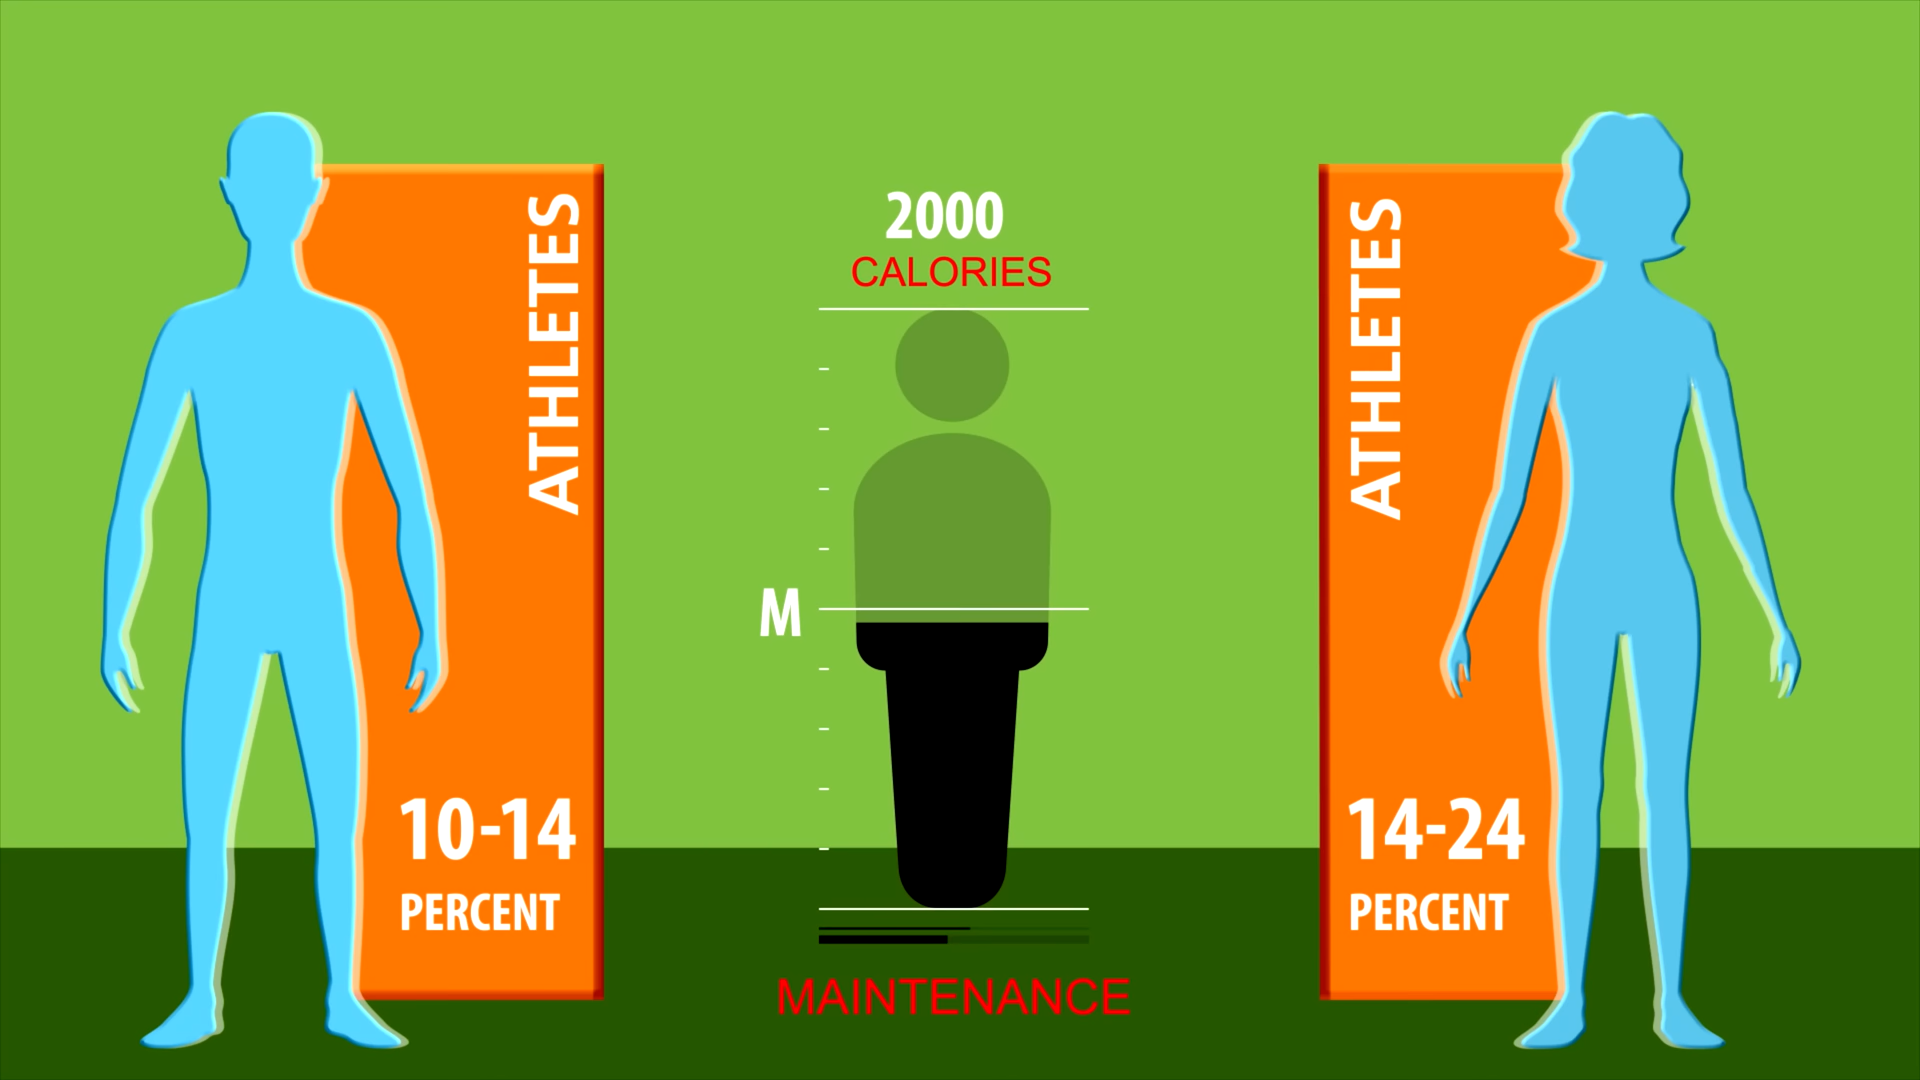 ATHLETES
10-14
PERCENT
2000
CALORIES
M
MAINTENANCE
ATHLETES
14-24
PERCENT